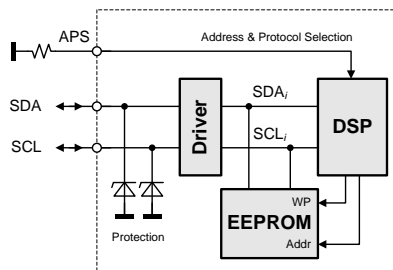 APS
Address & Protocol Selection
SDA
SDAi
SCL
SCLi
Driver
DSP
WP
EEPROM
Addr
Protection